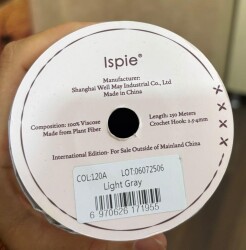 Ispie®
Manufacturer:
Shanghai Well May Industrial Co., Ltd
Made in China
Composition: 100% Viscose
Made from Plant Fiber
Length: 150 Meters
Crochet Hook: 2.5-4mm
International Edition- For Sale Outside of Mainland China
COL:120A LOT:06072506
Light Gray
6 970626 171955